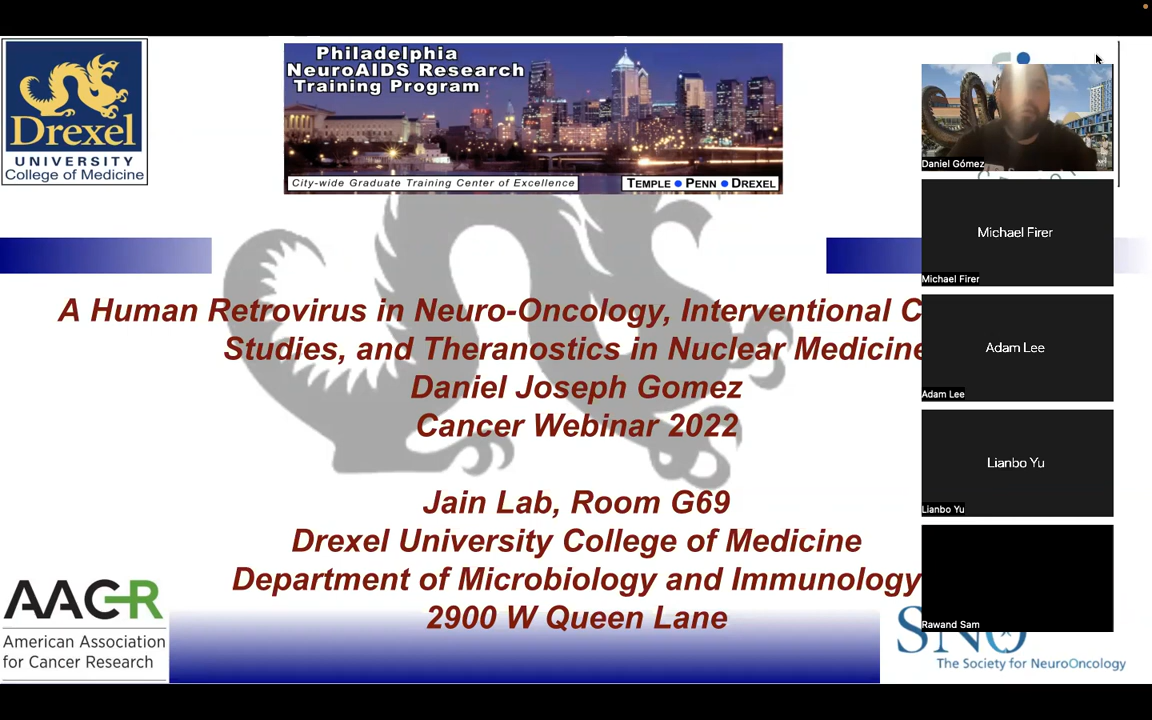 Drexel
UNIVERSITY
College of Medicine
Philadelphia
NeuroAIDS Research
Training Program
City-wide Graduate Training Center of Excellence
TEMPLE ● PENN ● DREXEL
A Human Retrovirus in Neuro-Oncology, Interventional C
Studies, and Theranostics in Nuclear Medicine
Daniel Joseph Gomez
Cancer Webinar 2022
Jain Lab, Room G69
Drexel University College of Medicine
Department of Microbiology and Immunology
2900 W Queen Lane
AACR
American Association
for Cancer Research
SNO
The Society for NeuroOncology
Daniel Gómez
Michael Firer
Michael Firer
Adam Lee
Adam Lee
Lianbo Yu
Lianbo Yu
Rawand Sam